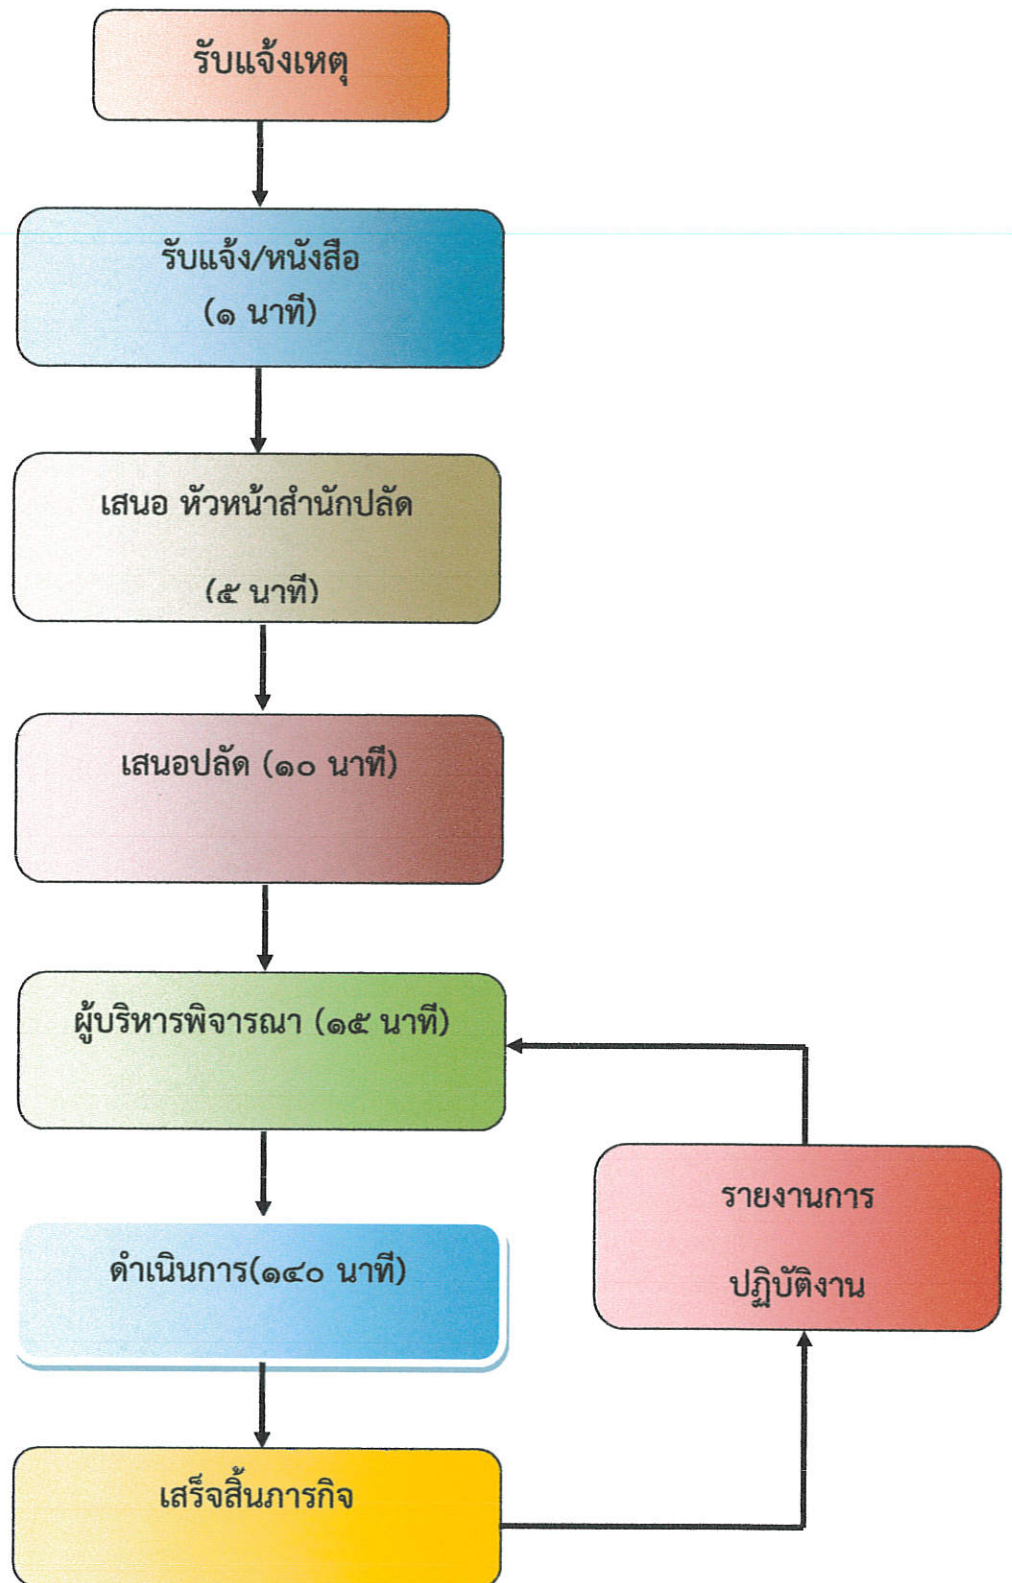 รับแจ้งเหตุ
รับแจ้ง/หนังสือ
(๑ นาที)
เสนอ หัวหน้าสำนักปลัด
(๕ นาที)
เสนอปลัด (๑๐ นาที)
ผู้บริหารพิจารณา (๑๕ นาที)
ดำเนินการ(๑๔๐ นาที)
เสร็จสิ้นภารกิจ
รายงานการ
ปฏิบัติงาน